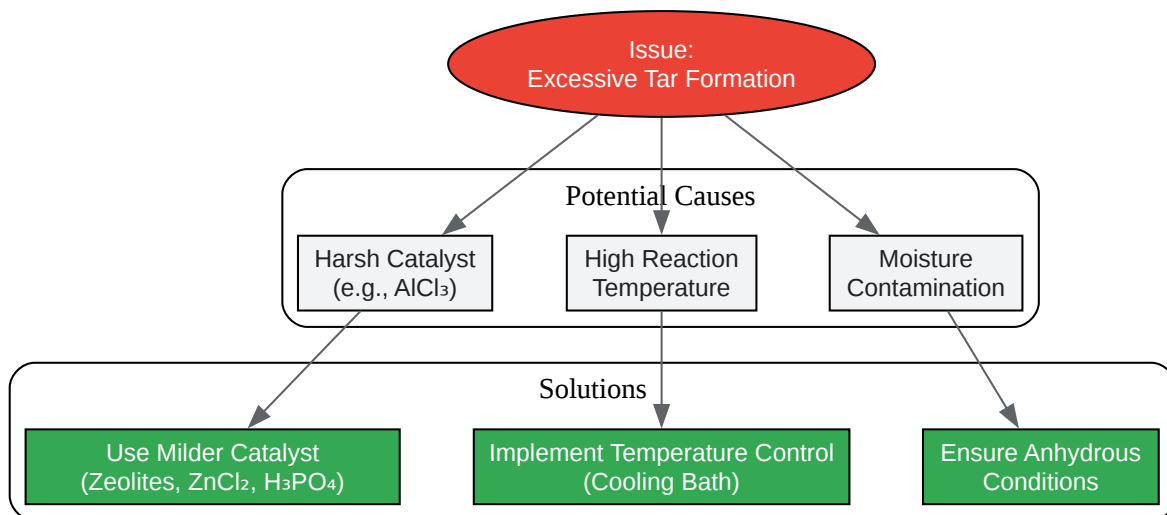 Issue:
Excessive Tar Formation
Potential Causes
Harsh Catalyst
(e.g., AlCl₃)
High Reaction
Temperature
Moisture
Contamination
Solutions
Use Milder Catalyst
(Zeolites, ZnCl₂, H₃PO₄)
Implement Temperature Control
(Cooling Bath)
Ensure Anhydrous
Conditions